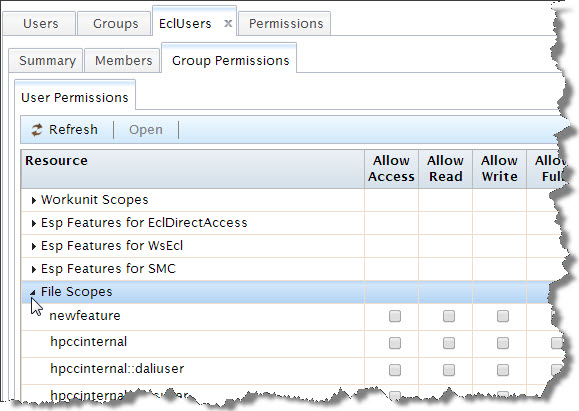 Users Groups EclUsers x Permissions
Summary Members Group Permissions
User Permissions
Refresh Open
Resource Allow Access Allow Read Allow Write Allow Full
Workunit Scopes
Esp Features for EclDirectAccess
Esp Features for WsEcl
Esp Features for SMC
File Scopes
newfeature
hpccinternal
hpccinternal::daliuser